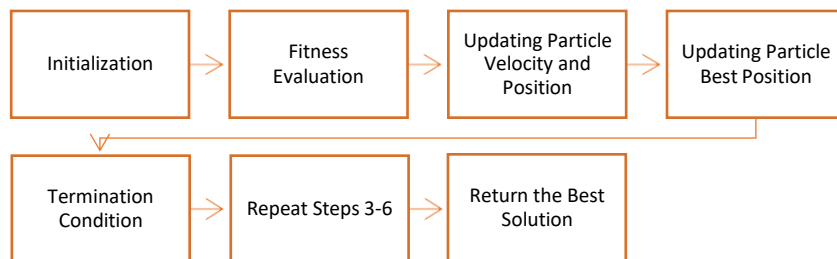 Initialization
Fitness
Evaluation
Updating Particle
Velocity and
Position
Updating Particle
Best Position
Termination
Condition
Repeat Steps 3-6
Return the Best
Solution